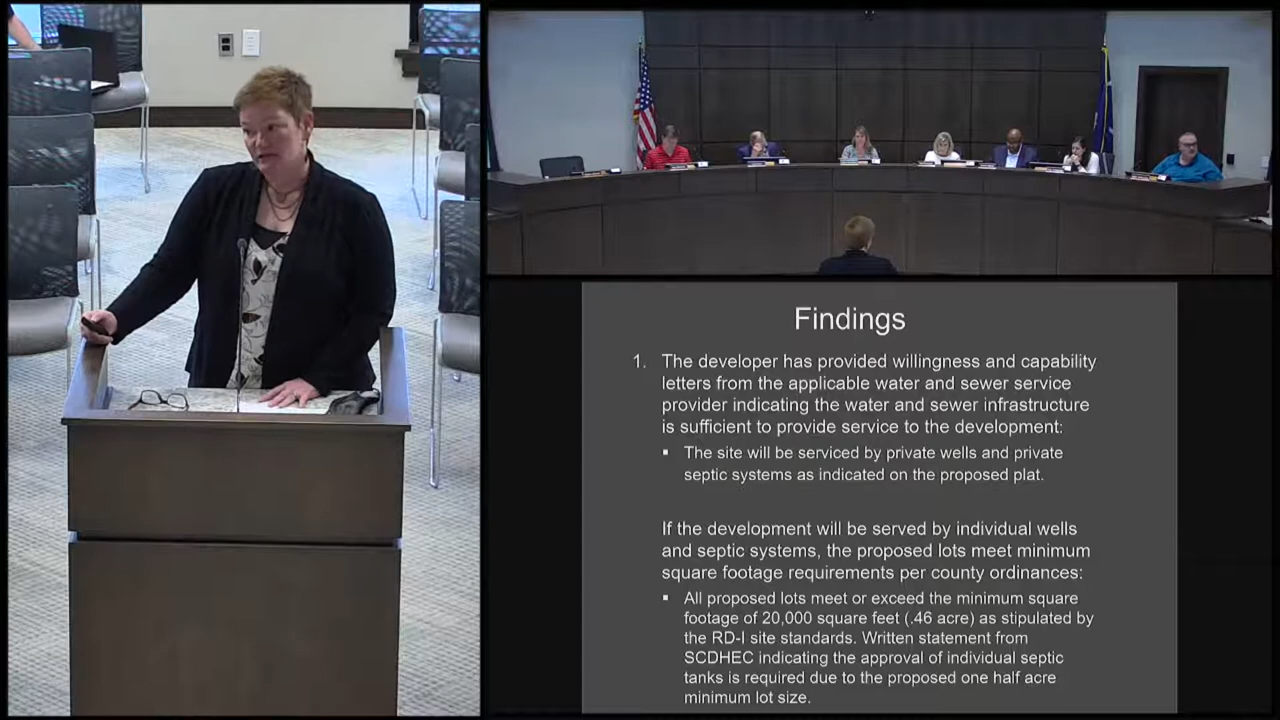 Findings
1. The developer has provided willingness and capability
letters from the applicable water and sewer service
provider indicating the water and sewer infrastructure
is sufficient to provide service to the development:
▪ The site will be serviced by private wells and private
septic systems as indicated on the proposed plat.
If the development will be served by individual wells
and septic systems, the proposed lots meet minimum
square footage requirements per county ordinances:
▪ All proposed lots meet or exceed the minimum square
footage of 20,000 square feet (.46 acre) as stipulated by
the RD-I site standards. Written statement from
SCDHEC indicating the approval of individual septic
tanks is required due to the proposed one half acre
minimum lot size.